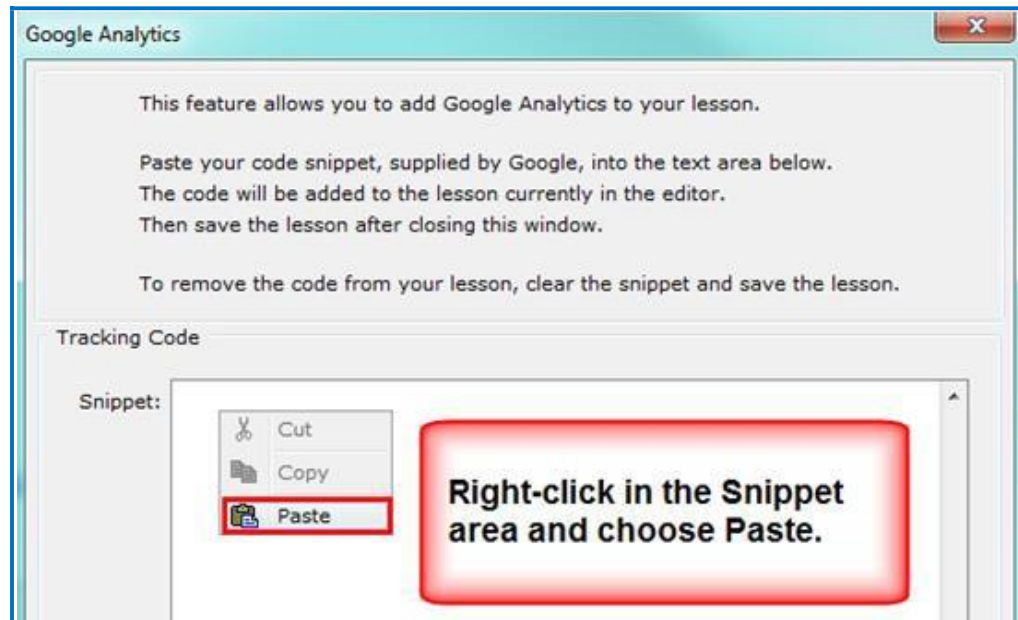 Google Analytics
This feature allows you to add Google Analytics to your lesson.
Paste your code snippet, supplied by Google, into the text area below.
The code will be added to the lesson currently in the editor.
Then save the lesson after closing this window.
To remove the code from your lesson, clear the snippet and save the lesson.
Tracking Code
Snippet:
Cut
Copy
Paste
Right-click in the Snippet
area and choose Paste.